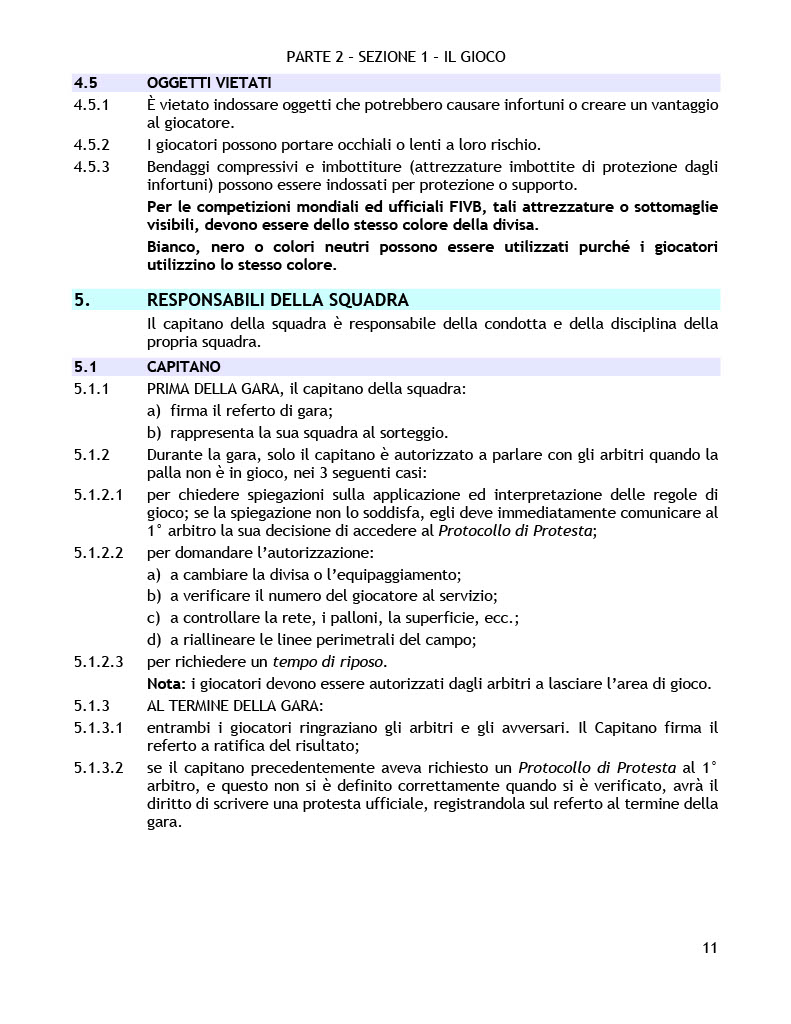 PARTE 2 – SEZIONE 1 – IL GIOCO
4.5 OGGETTI VIETATI
4.5.1 È vietato indossare oggetti che potrebbero causare infortuni o creare un vantaggio
al giocatore.
4.5.2 I giocatori possono portare occhiali o lenti a loro rischio.
4.5.3 Bendaggi compressivi e imbottiture (attrezzature imbottite di protezione dagli
infortuni) possono essere indossati per protezione o supporto.
Per le competizioni mondiali ed ufficiali FIVB, tali attrezzature o sottomaglie
visibili, devono essere dello stesso colore della divisa.
Bianco, nero o colori neutri possono essere utilizzati purché i giocatori
utilizzino lo stesso colore.
5. RESPONSABILI DELLA SQUADRA
Il capitano della squadra è responsabile della condotta e della disciplina della
propria squadra.
5.1 CAPITANO
5.1.1 PRIMA DELLA GARA, il capitano della squadra:
a) firma il referto di gara;
b) rappresenta la sua squadra al sorteggio.
5.1.2 Durante la gara, solo il capitano è autorizzato a parlare con gli arbitri quando la
palla non è in gioco, nei 3 seguenti casi:
5.1.2.1 per chiedere spiegazioni sulla applicazione ed interpretazione delle regole di
gioco; se la spiegazione non lo soddisfa, egli deve immediatamente comunicare al
1° arbitro la sua decisione di accedere al Protocollo di Protesta;
5.1.2.2 per domandare l’autorizzazione:
a) a cambiare la divisa o l’equipaggiamento;
b) a verificare il numero del giocatore al servizio;
c) a controllare la rete, i palloni, la superficie, ecc.;
d) a riallineare le linee perimetrali del campo;
5.1.2.3 per richiedere un tempo di riposo.
Nota: i giocatori devono essere autorizzati dagli arbitri a lasciare l’area di gioco.
5.1.3 AL TERMINE DELLA GARA:
5.1.3.1 entrambi i giocatori ringraziano gli arbitri e gli avversari. Il Capitano firma il
referto a ratifica del risultato;
5.1.3.2 se il capitano precedentemente aveva richiesto un Protocollo di Protesta al 1°
arbitro, e questo non si è definito correttamente quando si è verificato, avrà il
diritto di scrivere una protesta ufficiale, registrandola sul referto al termine della
gara.
11